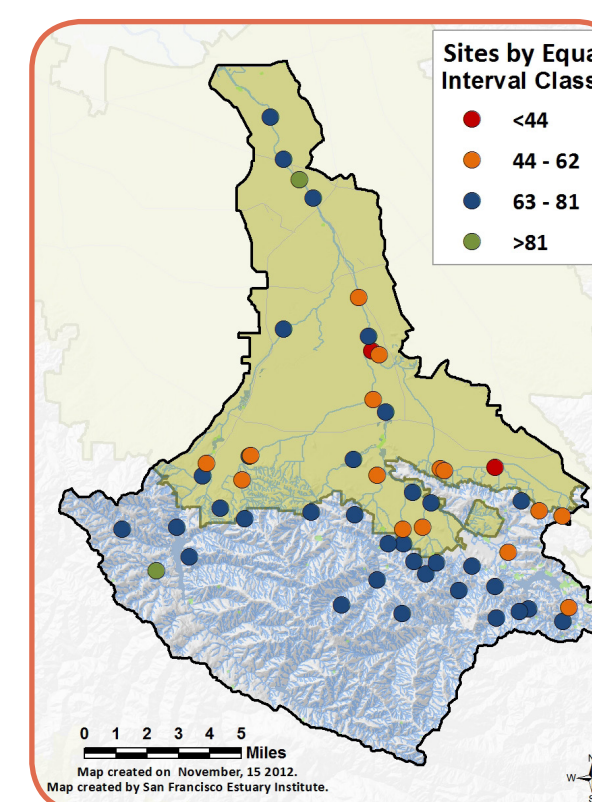 Sites by Equa
Interval Class
<44
44 - 62
63 - 81
>81
0 1 2 3 4 5
Miles
Map created on November, 15 2012.
Map created by San Francisco Estuary Institute.
N
W
S